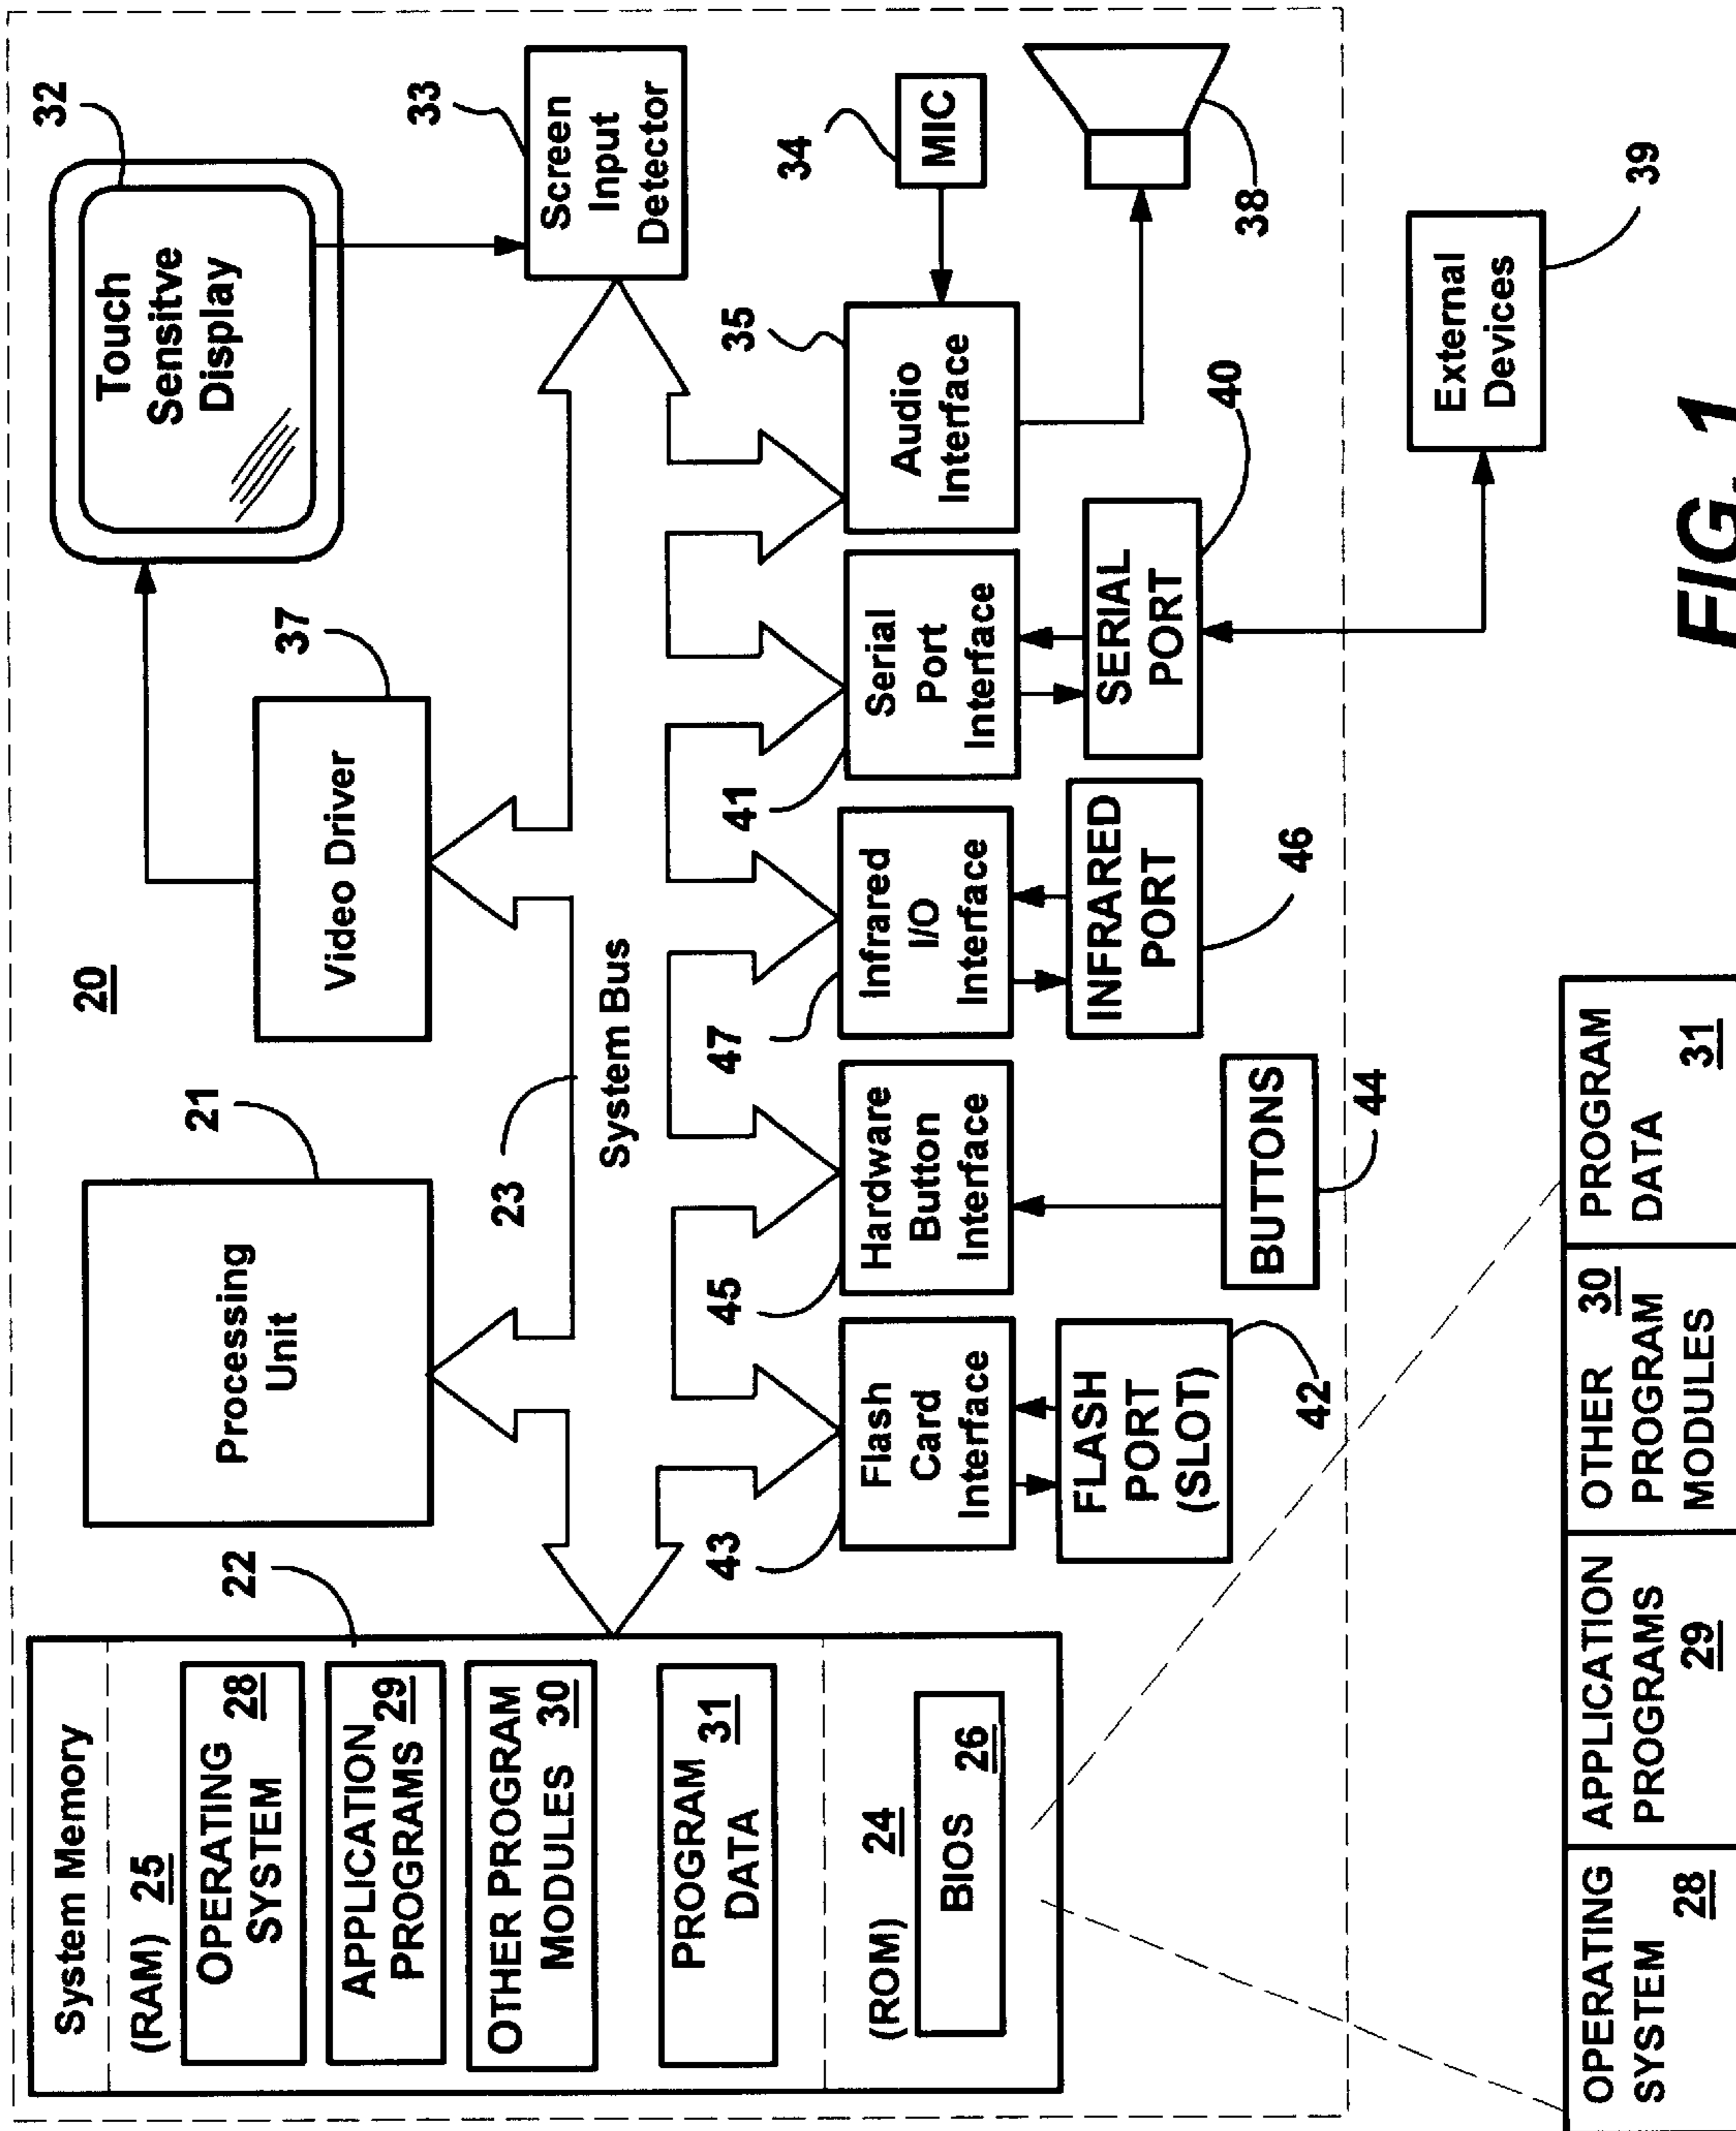 System Memory
(RAM) 25
OPERATING
SYSTEM 28
APPLICATION
PROGRAMS 29
OTHER PROGRAM
MODULES 30
PROGRAM
DATA 31
(ROM) 24
BIOS 26
22
Processing
Unit
21
20
Video Driver
37
Touch
Sensitve
Display
32
Screen
Input
Detector
33
23
System Bus
43
Flash
Card
Interface
45
Hardware
Button
Interface
47
Infrared
I/O
Interface
41
Serial
Port
Interface
35
Audio
Interface
34
MIC
38
FLASH
PORT
(SLOT)
42
BUTTONS
44
INFRARED
PORT
46
SERIAL
PORT
40
External
Devices
39
OPERATING
SYSTEM
28
APPLICATION
PROGRAMS
29
OTHER 30
PROGRAM
MODULES
PROGRAM
DATA
31
FIG. 1